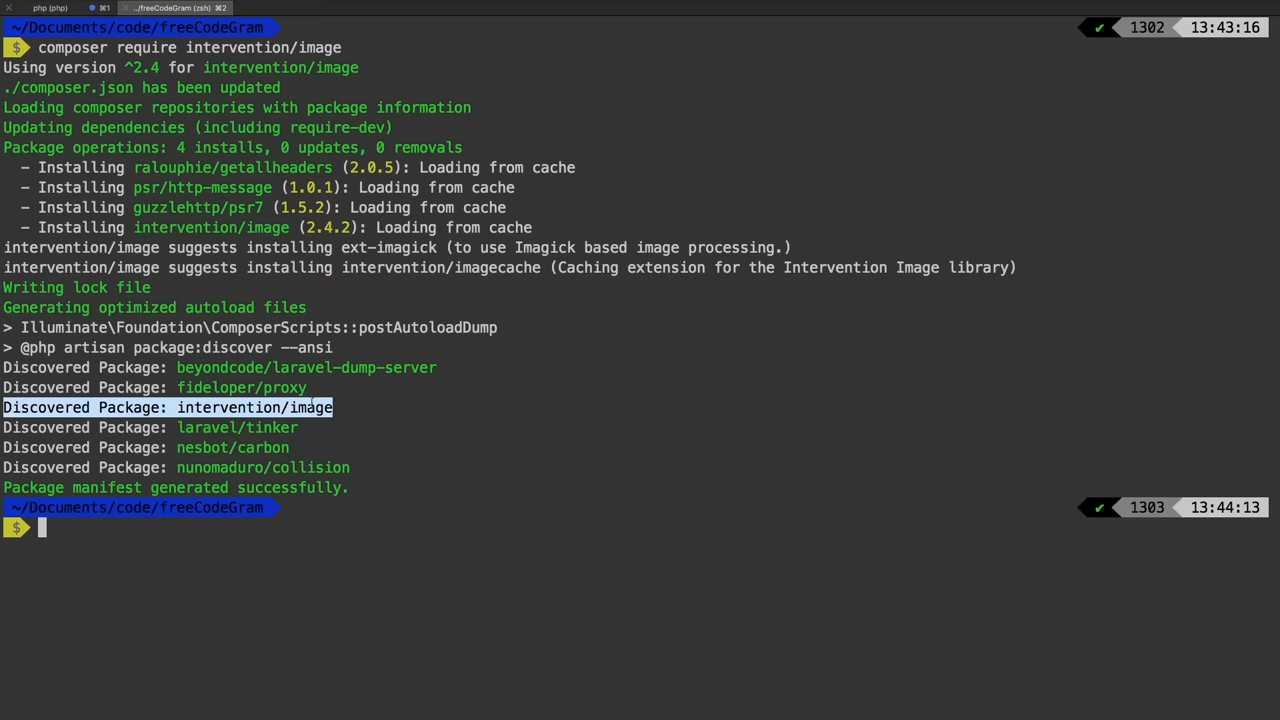 php (php) ⌘1 ../freeCodeGram (zsh) ⌘2
~/Documents/code/freeCodeGram ✔ 1302 13:43:16
$ composer require intervention/image
Using version ^2.4 for intervention/image
./composer.json has been updated
Loading composer repositories with package information
Updating dependencies (including require-dev)
Package operations: 4 installs, 0 updates, 0 removals
  - Installing ralouphie/getallheaders (2.0.5): Loading from cache
  - Installing psr/http-message (1.0.1): Loading from cache
  - Installing guzzlehttp/psr7 (1.5.2): Loading from cache
  - Installing intervention/image (2.4.2): Loading from cache
intervention/image suggests installing ext-imagick (to use Imagick based image processing.)
intervention/image suggests installing intervention/imagecache (Caching extension for the Intervention Image library)
Writing lock file
Generating optimized autoload files
> Illuminate\Foundation\ComposerScripts::postAutoloadDump
> @php artisan package:discover --ansi
Discovered Package: beyondcode/laravel-dump-server
Discovered Package: fideloper/proxy
Discovered Package: intervention/image
Discovered Package: laravel/tinker
Discovered Package: nesbot/carbon
Discovered Package: nunomaduro/collision
Package manifest generated successfully.
~/Documents/code/freeCodeGram ✔ 1303 13:44:13
$